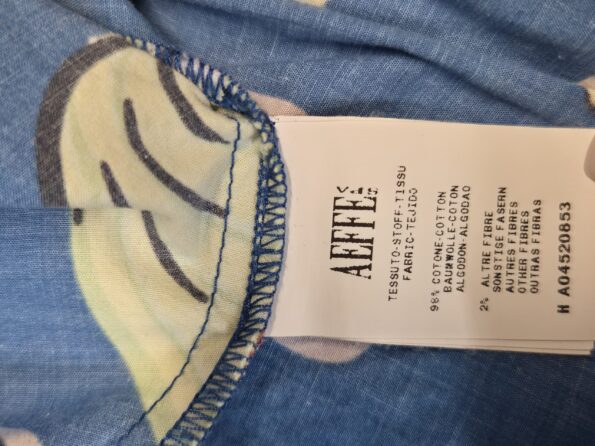 AEFFE SPA
TESSUTO-STOFF-TISSU
FABRIC-TEJIDO
98% COTONE-COTTON
BAUMWOLLE-COTON
ALGODON-ALGODAO
2% ALTRE FIBRE
SONSTIGE FASERN
AUTRES FIBRES
OTHER FIBRES
OUTRAS FIBRAS
H A04520853